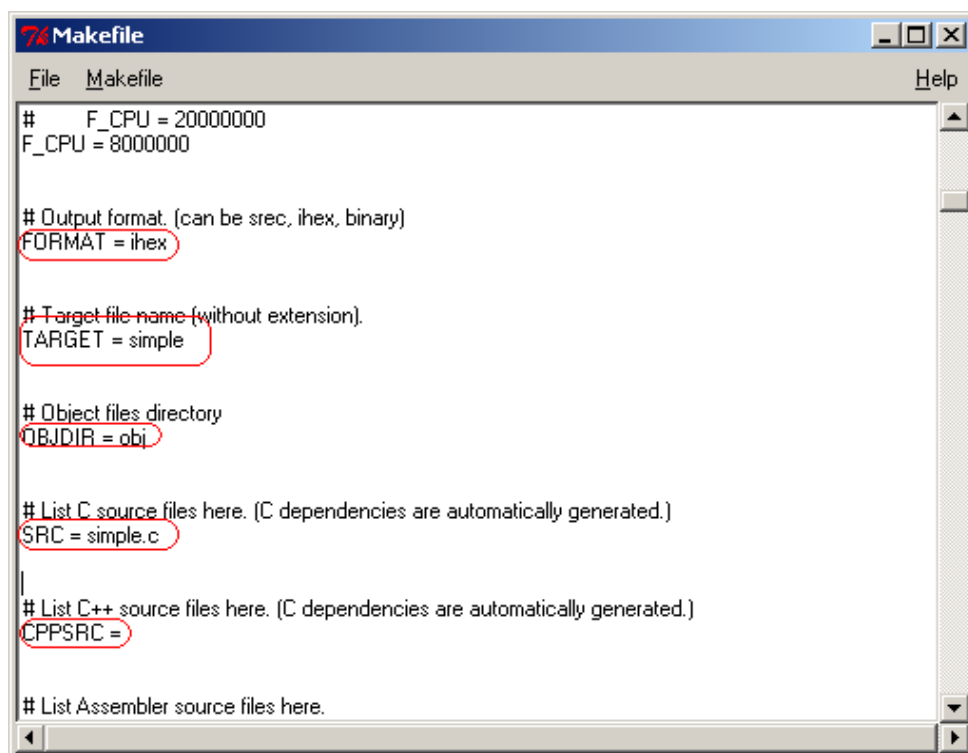 Makefile
File Makefile Help
# F_CPU = 20000000
F_CPU = 8000000
# Output format. (can be srec, ihex, binary)
FORMAT = ihex
# Target file name (without extension).
TARGET = simple
# Object files directory
OBJDIR = obj
# List C source files here. (C dependencies are automatically generated.)
SRC = simple.c
# List C++ source files here. (C dependencies are automatically generated.)
CPPSRC =
# List Assembler source files here.